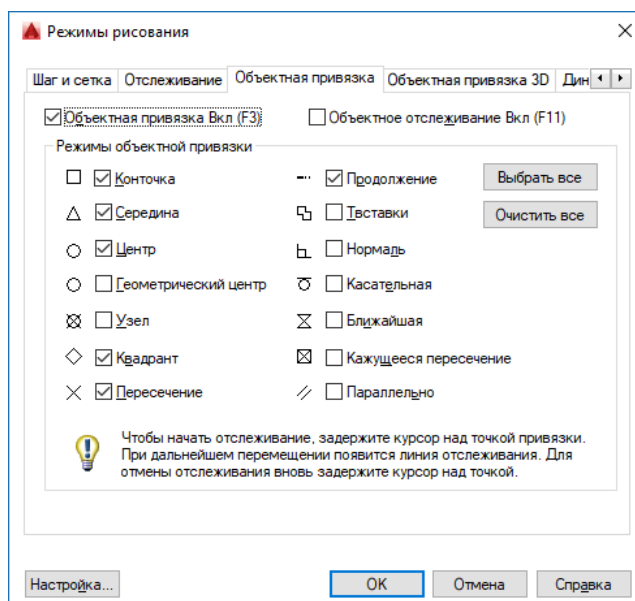 Режимы рисования
Шаг и сетка Отслеживание Объектная привязка Объектная привязка 3D Дин
Объектная привязка Вкл (F3) Объектное отслеживание Вкл (F11)
Режимы объектной привязки
Конточка Продолжение Выбрать все
Середина Твставки Очистить все
Центр Нормаль
Геометрический центр Касательная
Узел Ближайшая
Квадрант Кажущееся пересечение
Пересечение Параллельно
Чтобы начать отслеживание, задержите курсор над точкой привязки.
При дальнейшем перемещении появится линия отслеживания. Для
отмены отслеживания вновь задержите курсор над точкой.
Настройка... OK Отмена Справка